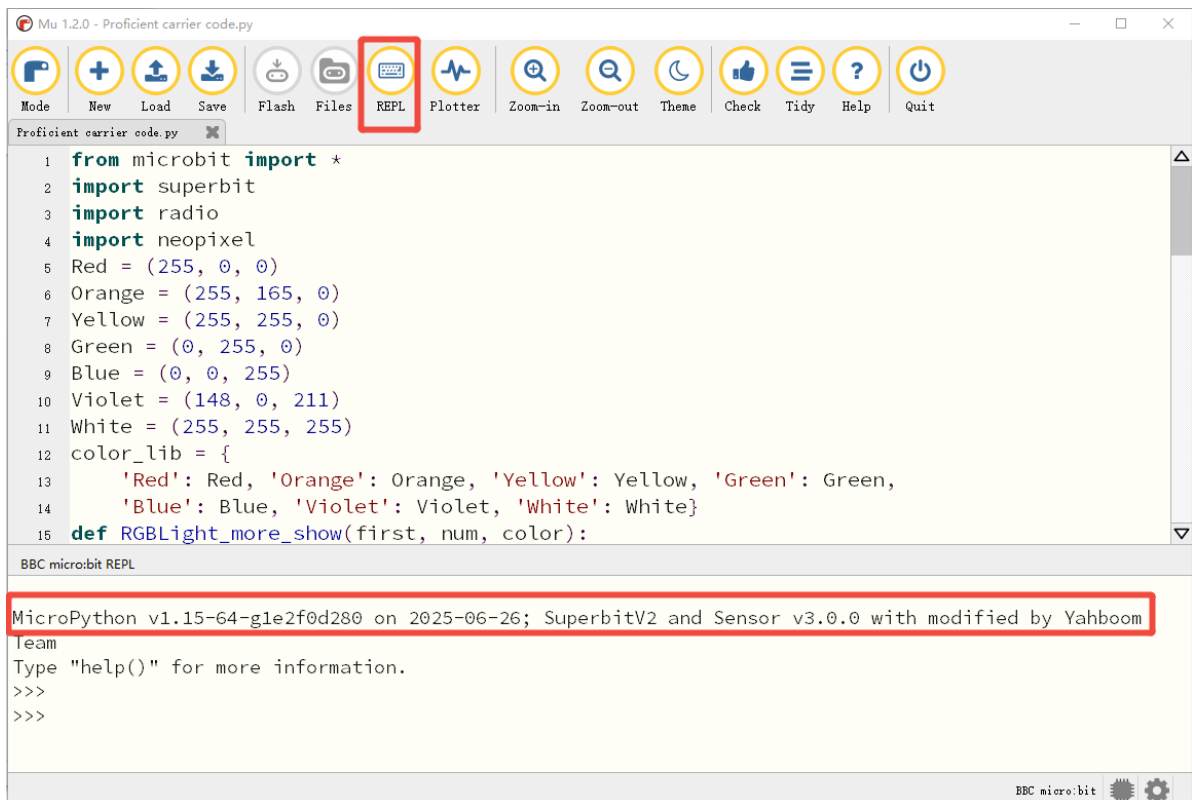 Mu 1.2.0 - Proficient carrier code.py
Mode New Load Save Flash Files REPL Plotter Zoom-in Zoom-out Theme Check Tidy Help Quit
Proficient carrier code.py
1 from microbit import *
2 import superbit
3 import radio
4 import neopixel
5 Red = (255, 0, 0)
6 Orange = (255, 165, 0)
7 Yellow = (255, 255, 0)
8 Green = (0, 255, 0)
9 Blue = (0, 0, 255)
10 Violet = (148, 0, 211)
11 White = (255, 255, 255)
12 color_lib = {
13     'Red': Red, 'Orange': Orange, 'Yellow': Yellow, 'Green': Green,
14     'Blue': Blue, 'Violet': Violet, 'White': White}
15 def RGBLight_more_show(first, num, color):
BBC micro:bit REPL
MicroPython v1.15-64-g1e2f0d280 on 2025-06-26; SuperbitV2 and Sensor v3.0.0 with modified by Yahboom
Team
Type "help()" for more information.
>>>
>>>
BBC micro:bit